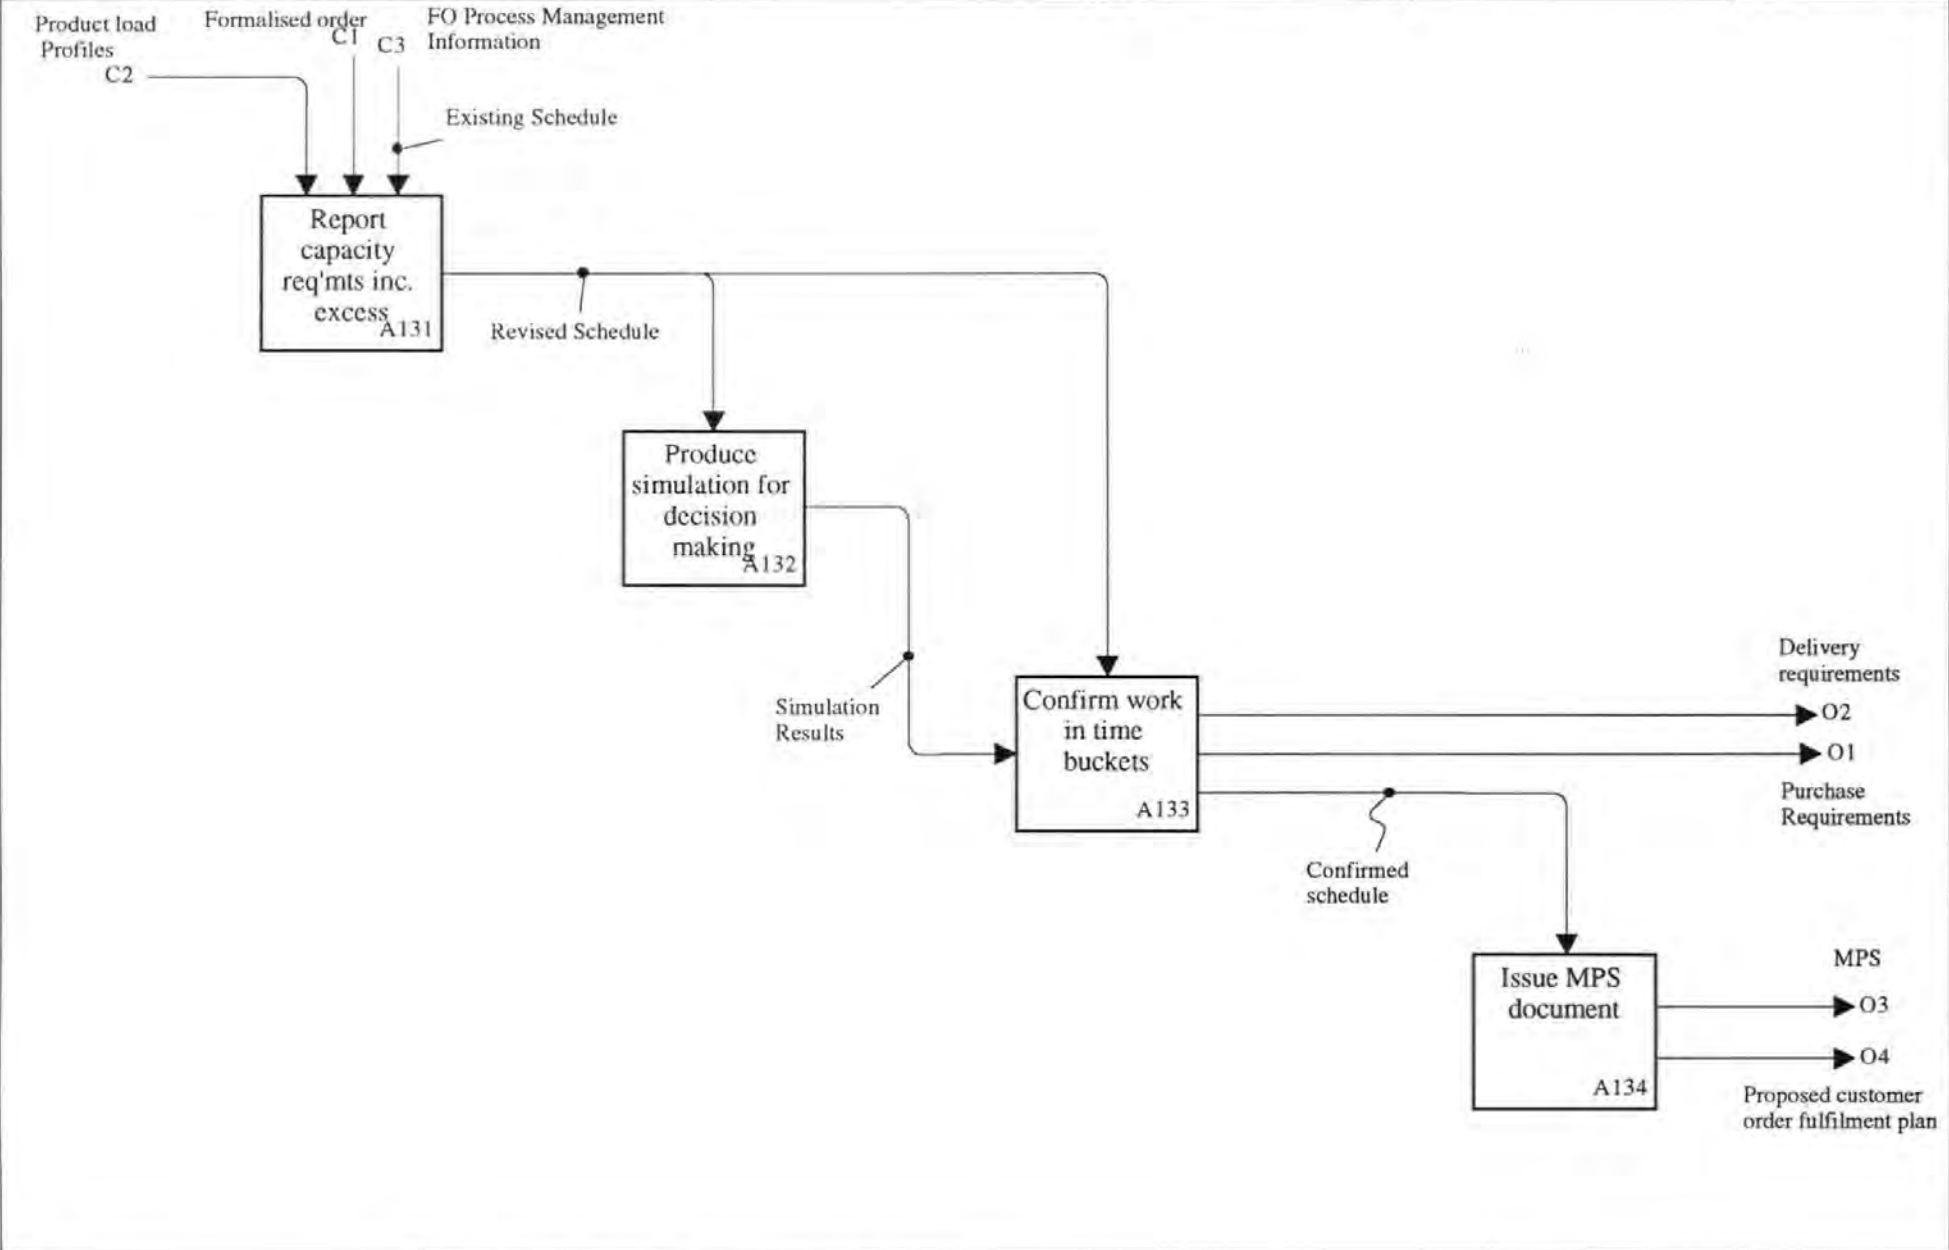 Product load
Profiles
C2
Formalised order
C1
C3
FO Process Management
Information
Existing Schedule
Report
capacity
req'mts inc.
excess
A131
Revised Schedule
Produce
simulation for
decision
making
A132
Simulation
Results
Confirm work
in time
buckets
A133
Delivery
requirements
O2
O1
Purchase
Requirements
Confirmed
schedule
Issue MPS
document
A134
MPS
O3
O4
Proposed customer
order fulfilment plan